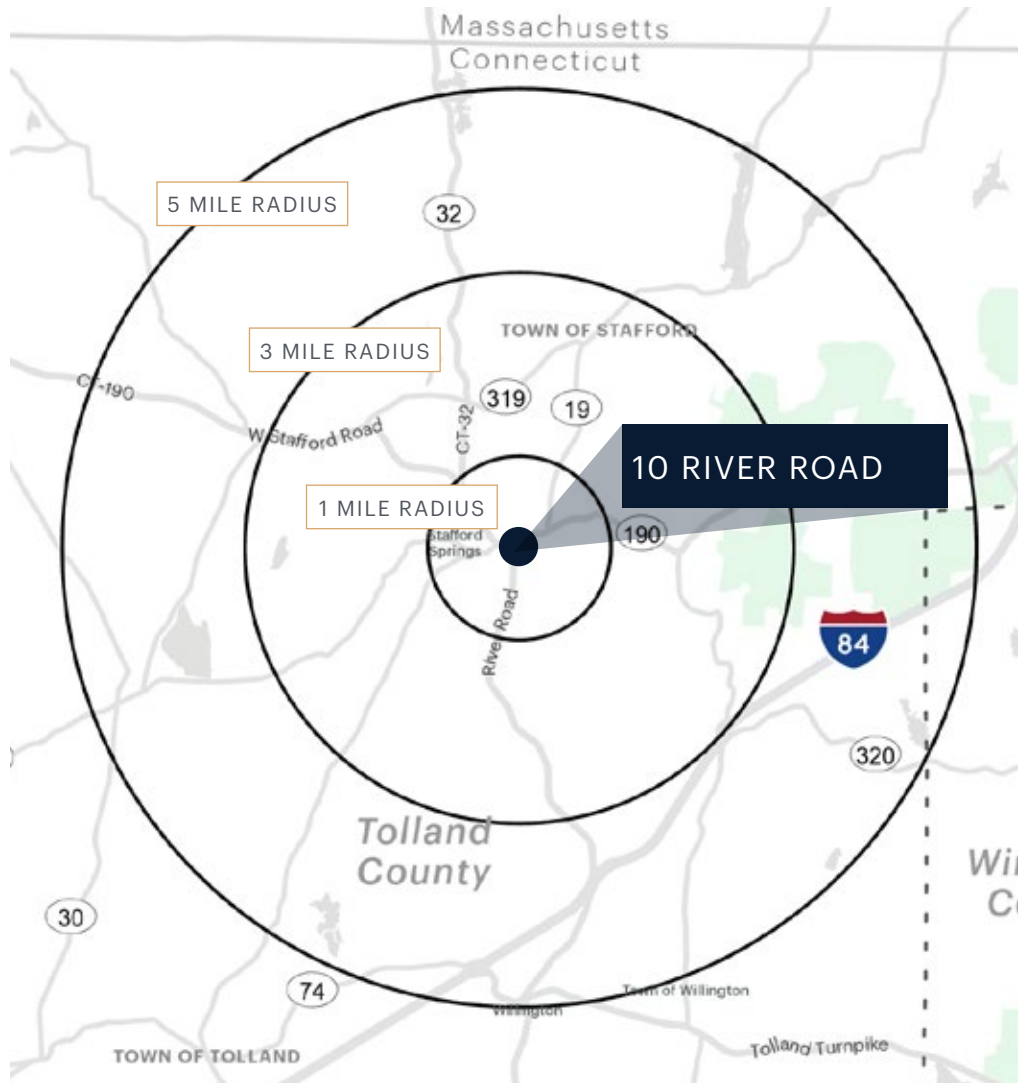 Massachusetts
Connecticut
5 MILE RADIUS
32
TOWN OF STAFFORD
3 MILE RADIUS
CT-190
319
19
CT-32
W Stafford Road
10 RIVER ROAD
1 MILE RADIUS
Stafford
Springs
190
River Road
84
320
Tolland
County
30
74
Town of Willington
Willington
Tolland Turnpike
TOWN OF TOLLAND